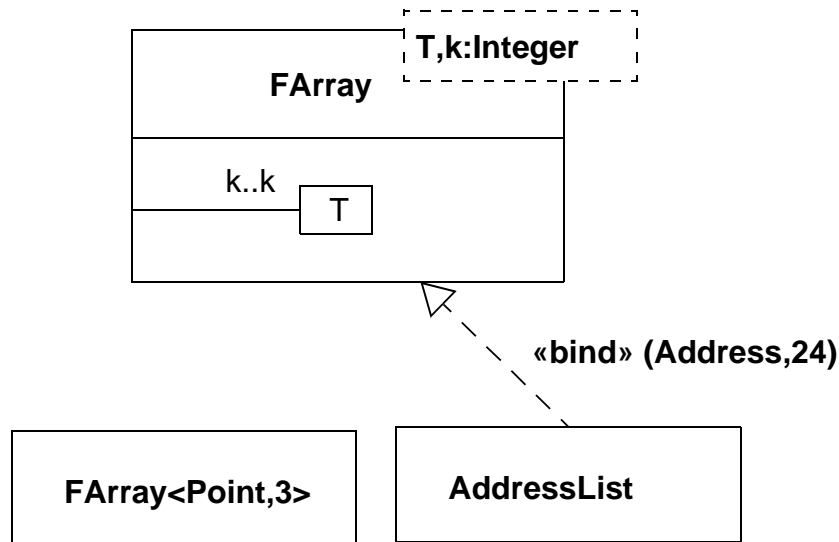 T,k:Integer
FArray
k..k
T
«bind» (Address,24)
FArray<Point,3>
AddressList